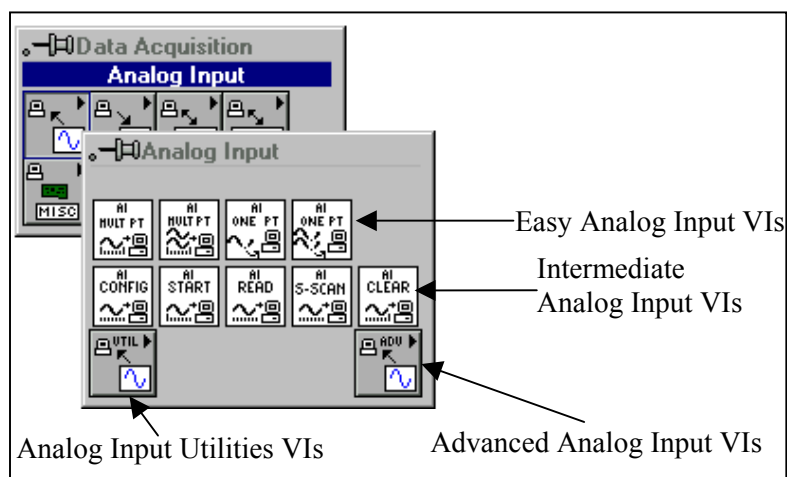 Data Acquisition
Analog Input
MISC
Analog Input
AI MULT PT
AI MULT PT
AI ONE PT
AI ONE PT
Easy Analog Input VIs
AI CONFIG
AI START
AI READ
AI S-SCAN
AI CLEAR
Intermediate
Analog Input VIs
UTIL
ADV
Analog Input Utilities VIs
Advanced Analog Input VIs